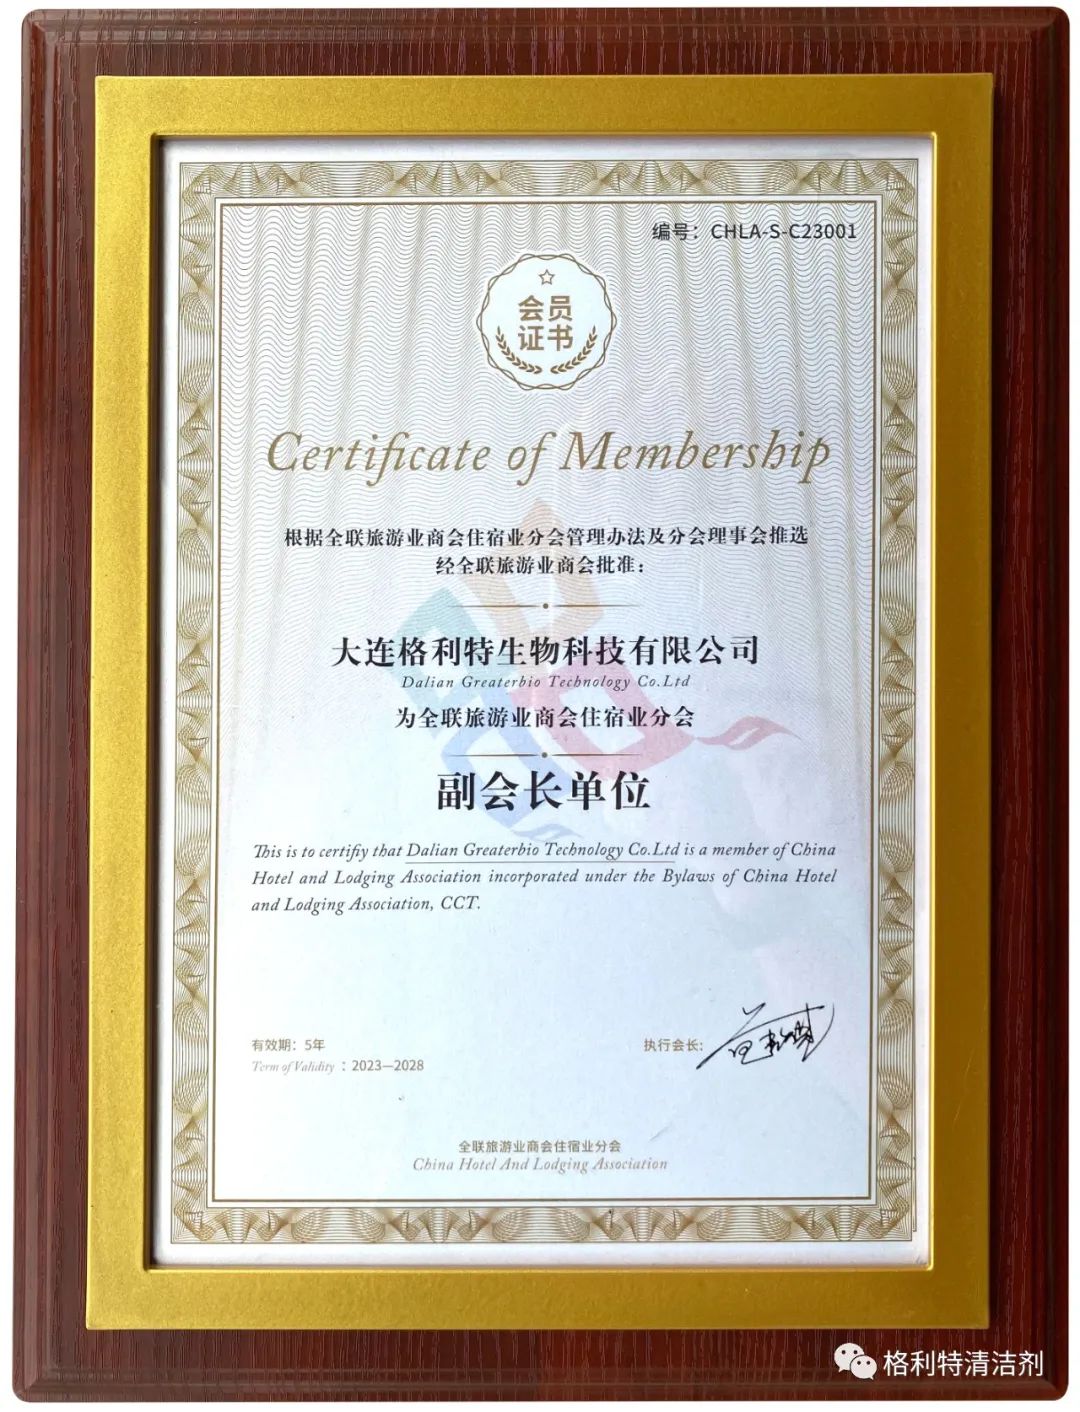 编号：CHLA-S-C23001
会员
证书
Certificate of Membership
根据全联旅游业商会住宿业分会管理办法及分会理事会推选
经全联旅游业商会批准：
大连格利特生物科技有限公司
Dalian Greaterbio Technology Co.Ltd
为全联旅游业商会住宿业分会
副会长单位
This is to certifiy that Dalian Greaterbio Technology Co.Ltd is a member of China
Hotel and Lodging Association incorporated under the Bylaws of China Hotel
and Lodging Association, CCT.
有效期：5年
Term of Validity ：2023—2028
执行会长:
全联旅游业商会住宿业分会
China Hotel And Lodging Association
格利特清洁剂